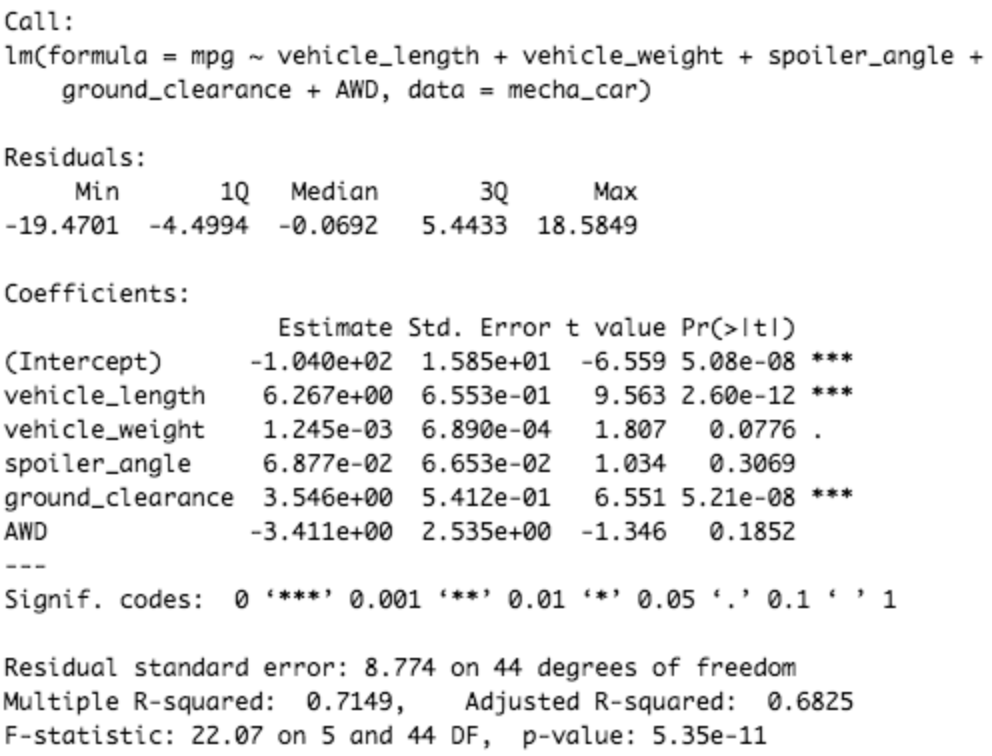 Call:
lm(formula = mpg ~ vehicle_length + vehicle_weight + spoiler_angle +
    ground_clearance + AWD, data = mecha_car)

Residuals:
     Min       1Q   Median       3Q      Max
-19.4701  -4.4994  -0.0692   5.4433  18.5849

Coefficients:
                   Estimate Std. Error t value Pr(>|t|)
(Intercept)      -1.040e+02  1.585e+01  -6.559 5.08e-08 ***
vehicle_length    6.267e+00  6.553e-01   9.563 2.60e-12 ***
vehicle_weight    1.245e-03  6.890e-04   1.807   0.0776 .
spoiler_angle     6.877e-02  6.653e-02   1.034   0.3069
ground_clearance  3.546e+00  5.412e-01   6.551 5.21e-08 ***
AWD              -3.411e+00  2.535e+00  -1.346   0.1852
---
Signif. codes:  0 ‘***’ 0.001 ‘**’ 0.01 ‘*’ 0.05 ‘.’ 0.1 ‘ ’ 1

Residual standard error: 8.774 on 44 degrees of freedom
Multiple R-squared:  0.7149,    Adjusted R-squared:  0.6825
F-statistic: 22.07 on 5 and 44 DF,  p-value: 5.35e-11